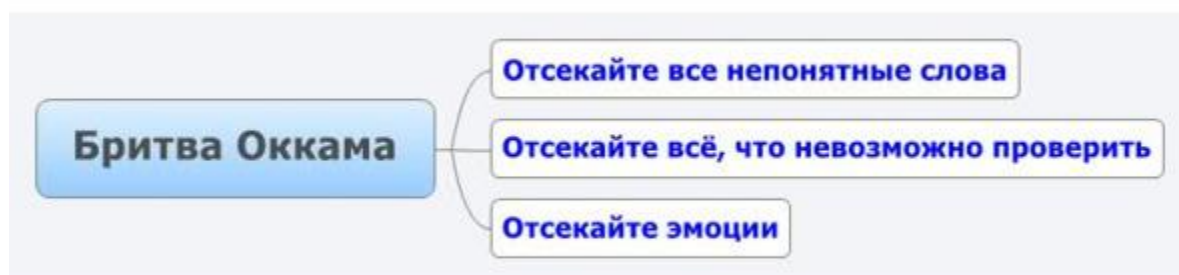 Бритва Оккама
Отсекайте все непонятные слова
Отсекайте всё, что невозможно проверить
Отсекайте эмоции